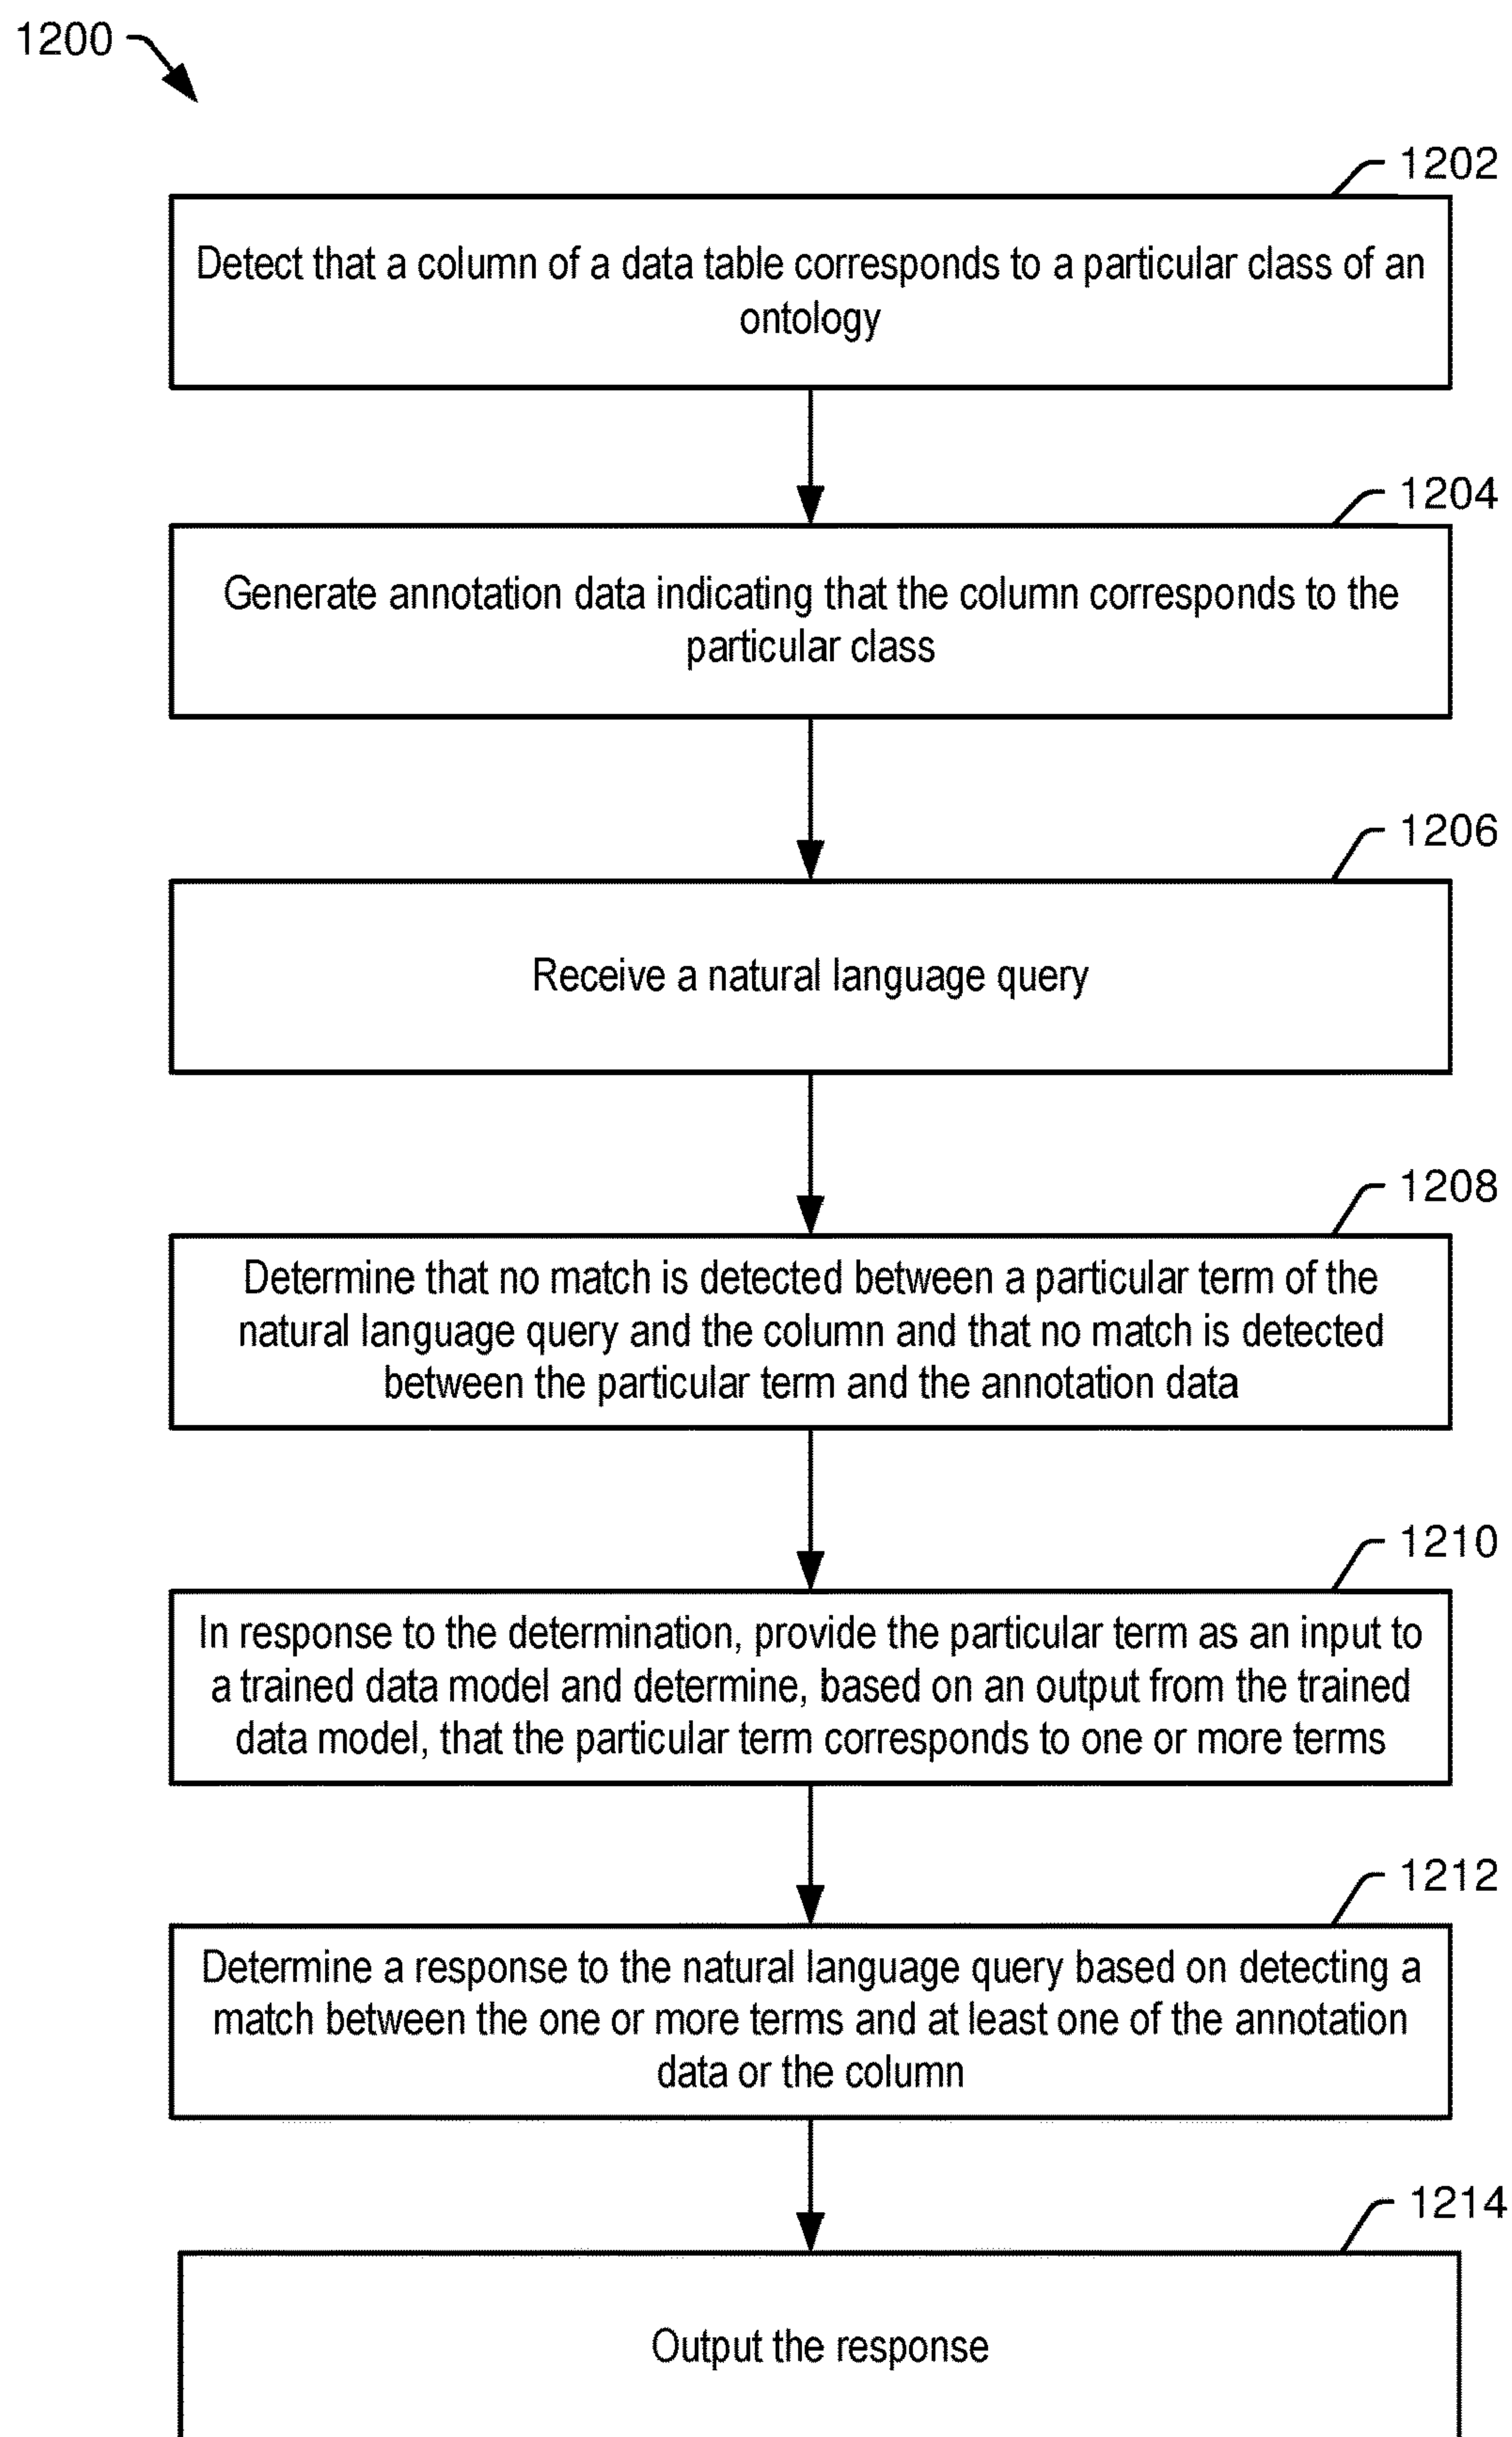 1200
1202
Detect that a column of a data table corresponds to a particular class of an
ontology
1204
Generate annotation data indicating that the column corresponds to the
particular class
1206
Receive a natural language query
1208
Determine that no match is detected between a particular term of the
natural language query and the column and that no match is detected
between the particular term and the annotation data
1210
In response to the determination, provide the particular term as an input to
a trained data model and determine, based on an output from the trained
data model, that the particular term corresponds to one or more terms
1212
Determine a response to the natural language query based on detecting a
match between the one or more terms and at least one of the annotation
data or the column
1214
Output the response